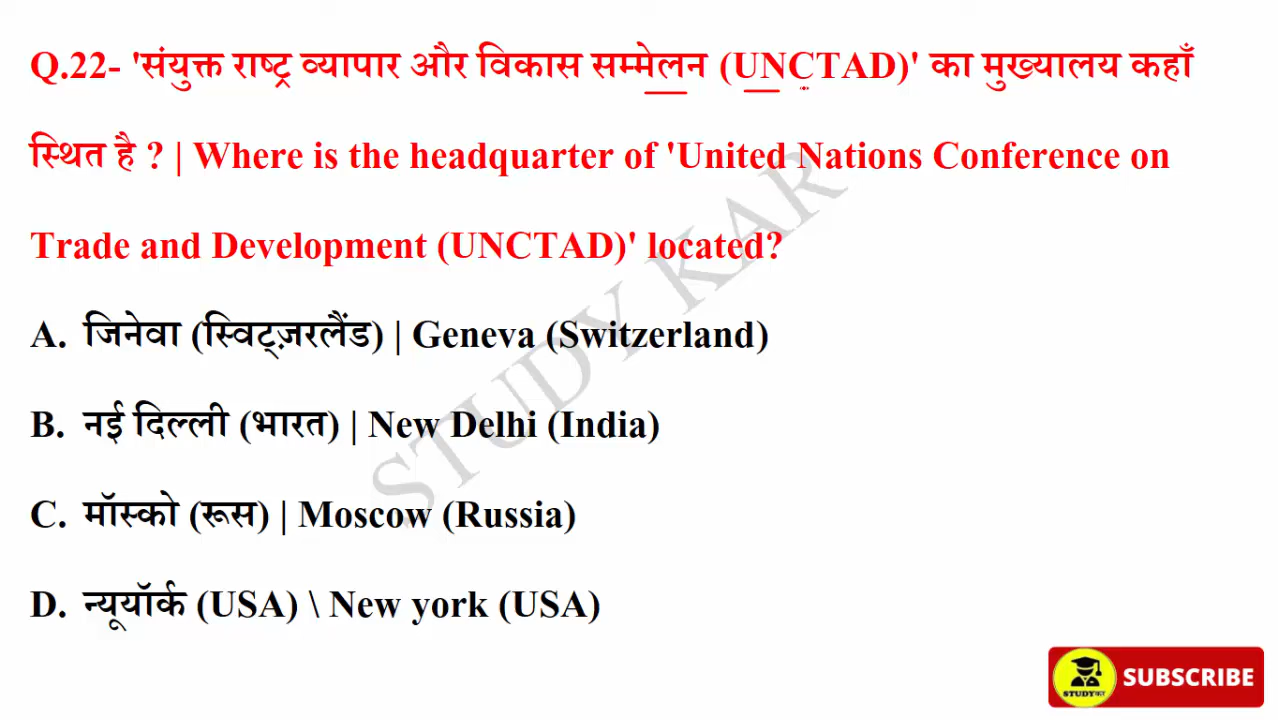 Q.22- 'संयुक्त राष्ट्र व्यापार और विकास सम्मेलन (UNCTAD)' का मुख्यालय कहाँ
स्थित है ? | Where is the headquarter of 'United Nations Conference on
Trade and Development (UNCTAD)' located?
A. जिनेवा (स्विट्ज़रलैंड) | Geneva (Switzerland)
B. नई दिल्ली (भारत) | New Delhi (India)
C. मॉस्को (रूस) | Moscow (Russia)
D. न्यूयॉर्क (USA) \ New york (USA)
STUDY KAR
STUDYकर
SUBSCRIBE